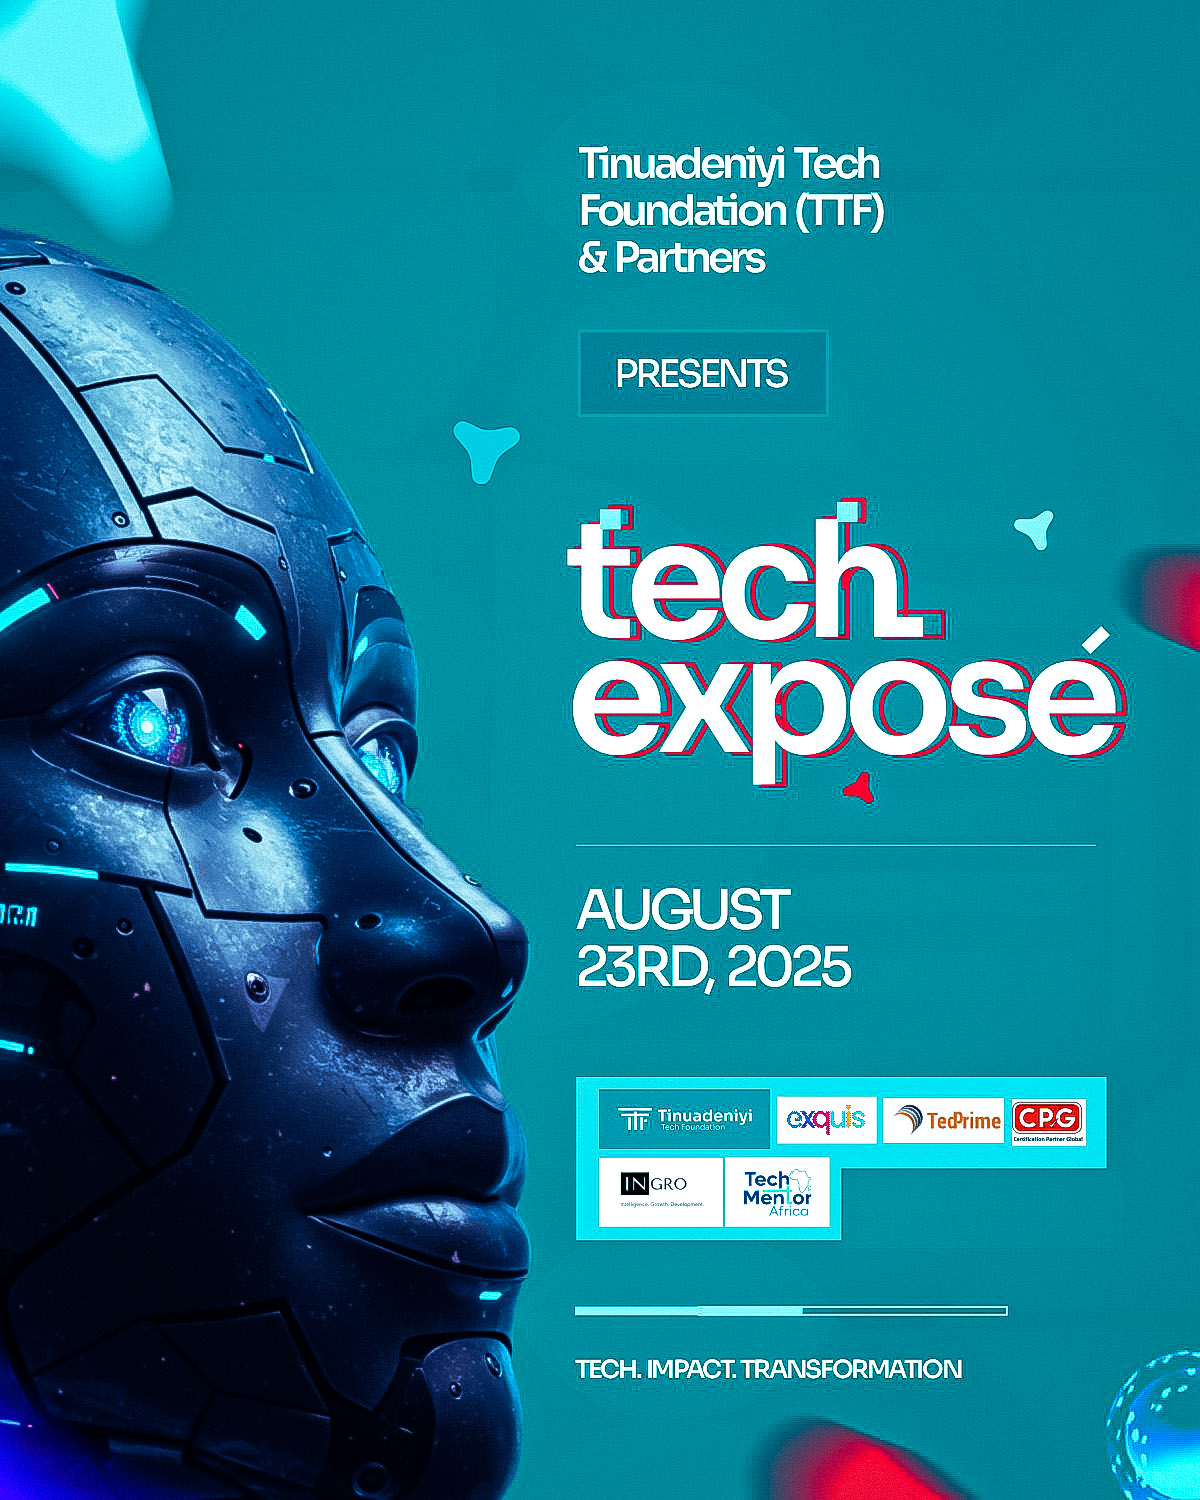 Tinuadeniyi Tech
Foundation (TTF)
& Partners
PRESENTS
tech
exposé
AUGUST
23RD, 2025
Tinuadeniyi
Tech Foundation
exquis
TedPrime
CPG
Certification Partner Global
INGRO
Intelligence. Growth. Development.
Tech
Mentor
Africa
TECH. IMPACT. TRANSFORMATION